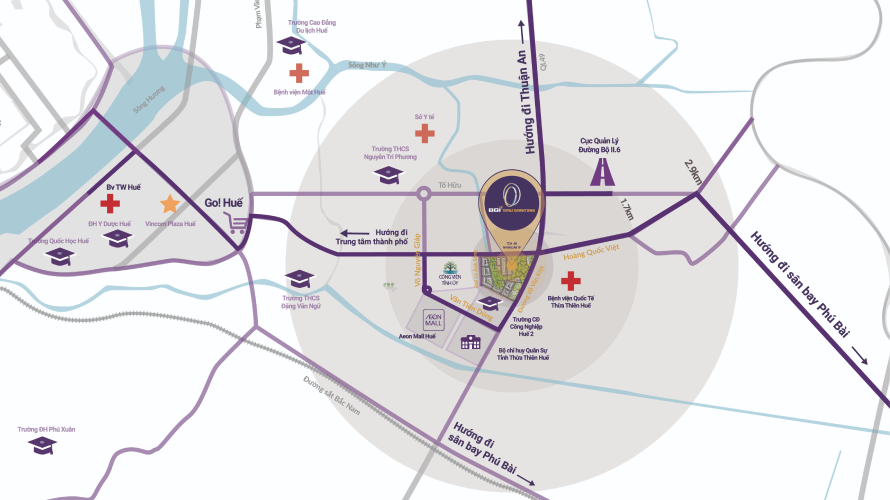 Trường Cao Đẳng
Du lịch Huế
Bệnh viện Mắt Huế
Sông Như Ý
Sông Hương
Hướng đi Thuận An
QL49
Sở Y tế
Trường THCS
Nguyễn Tri Phương
Cục Quản Lý
Đường Bộ II.6
2.9km
1.7km
Tố Hữu
BGI
Bv TW Huế
ĐH Y Dược Huế
Vincom Plaza Huế
Go! Huế
Trường Quốc Học Huế
Hướng đi
Trung tâm thành phố
Võ Nguyên Giáp
Hoàng Quốc Việt
CÔNG VIÊN
Trường THCS
Đặng Văn Ngữ
Văn Tiến Dũng
Bệnh viện Quốc Tế
Thừa Thiên Huế
ÆON
MALL
Aeon Mall Huế
Trường CĐ
Công Nghiệp
Huế 2
Bộ chỉ huy Quân Sự
Tỉnh Thừa Thiên Huế
Hướng đi sân bay Phú Bài
Đường sắt Bắc Nam
Trường ĐH Phú Xuân
Hướng đi
sân bay Phú Bài